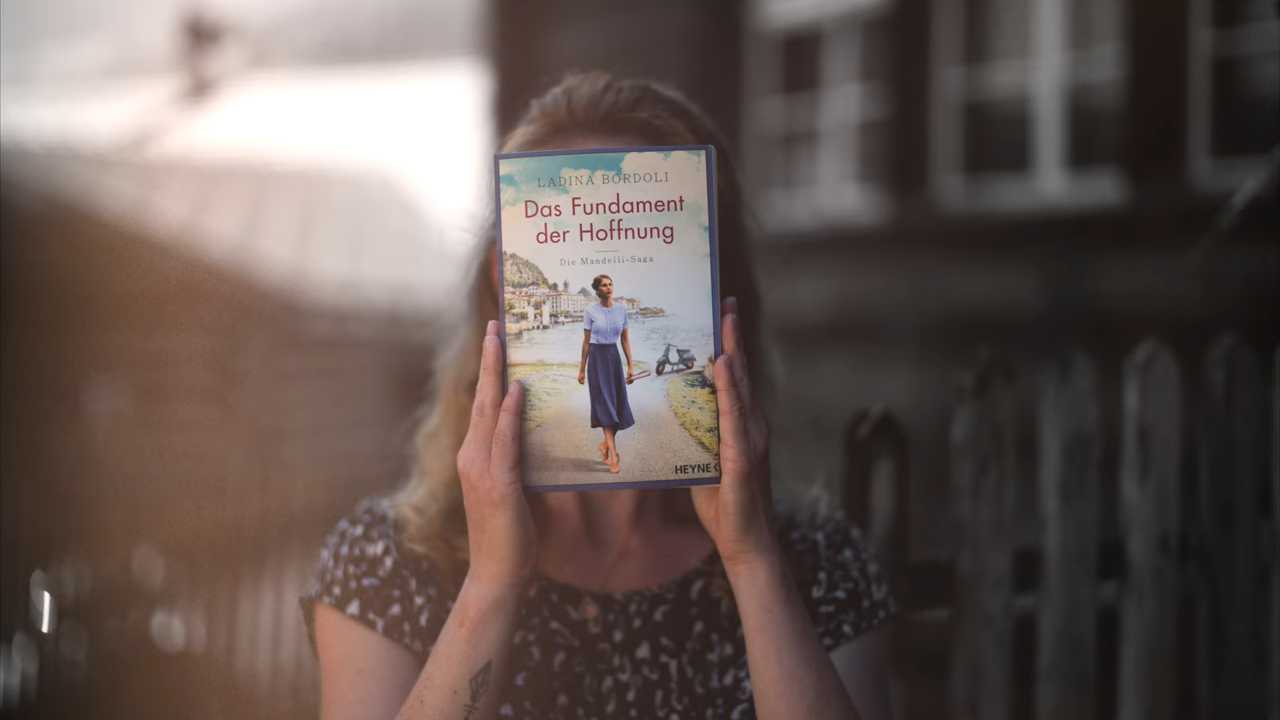 LADINA BORDOLI
Das Fundament
der Hoffnung
Die Mandelli-Saga
HEYNE